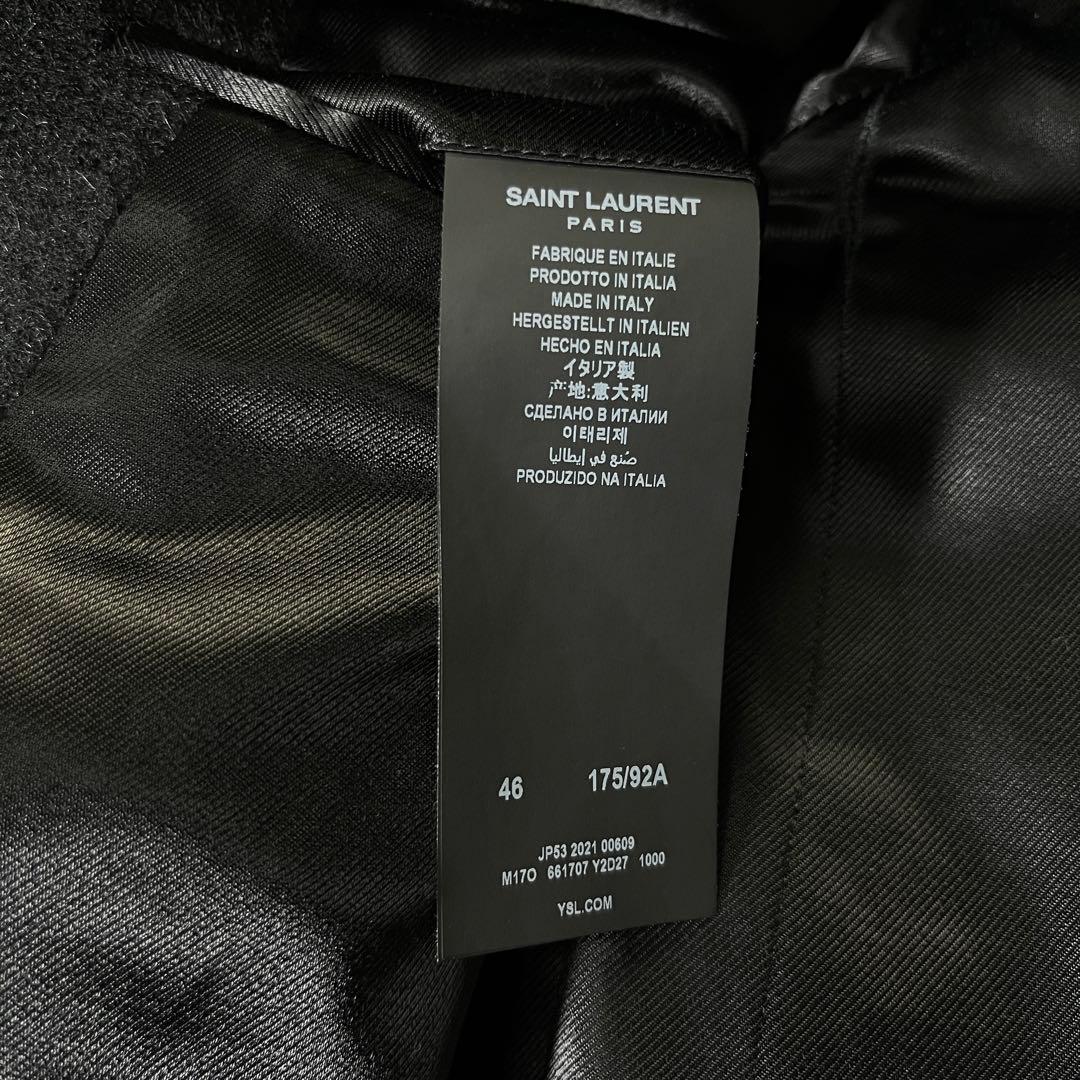 SAINT LAURENT
PARIS
FABRIQUE EN ITALIE
PRODOTTO IN ITALIA
MADE IN ITALY
HERGESTELLT IN ITALIEN
HECHO EN ITALIA
イタリア製
产地:意大利
СДЕЛАНО В ИТАЛИИ
이태리제
صُنع في إيطاليا
PRODUZIDO NA ITALIA
46 175/92A
JP53 2021 00609
M17O 661707 Y2D27 1000
YSL.COM